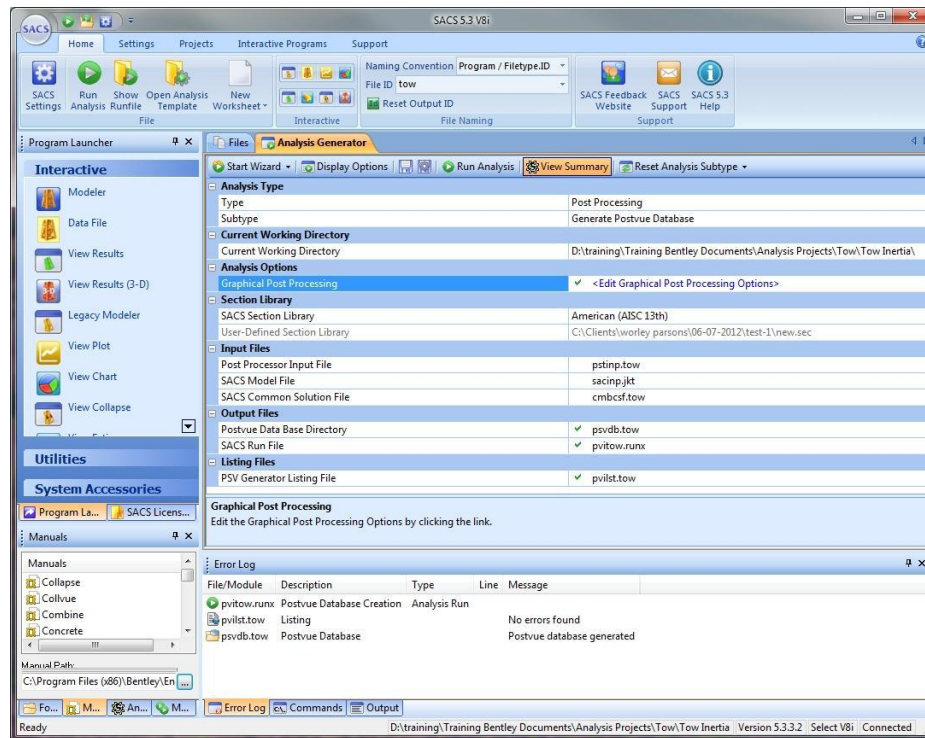 SACS 5.3 V8i
SACS
Home Settings Projects Interactive Programs Support
SACS Settings
Run Analysis
Show Runfile
Open Analysis Template
New Worksheet
File
Interactive
Naming Convention Program / Filetype.ID
File ID tow
Reset Output ID
File Naming
SACS Feedback Website
SACS Support
SACS 5.3 Help
Support
Program Launcher
Interactive
Modeler
Data File
View Results
View Results (3-D)
Legacy Modeler
View Plot
View Chart
View Collapse
Utilities
System Accessories
Program La... SACS Licens...
Manuals
Manuals
Collapse
Collvue
Combine
Concrete
Manual Path:
C:\Program Files (x86)\Bentley\En ...
Fo... M... An... M...
Files Analysis Generator
Start Wizard Display Options Run Analysis View Summary Reset Analysis Subtype
Analysis Type
Type Post Processing
Subtype Generate Postvue Database
Current Working Directory
Current Working Directory D:\training\Training Bentley Documents\Analysis Projects\Tow\Tow Inertia\
Analysis Options
Graphical Post Processing <Edit Graphical Post Processing Options>
Section Library
SACS Section Library American (AISC 13th)
User-Defined Section Library C:\Clients\worley parsons\06-07-2012\test-1\new.sec
Input Files
Post Processor Input File pstinp.tow
SACS Model File sacinp.jkt
SACS Common Solution File cmbcsf.tow
Output Files
Postvue Data Base Directory psvdb.tow
SACS Run File pvitow.runx
Listing Files
PSV Generator Listing File pvilst.tow
Graphical Post Processing
Edit the Graphical Post Processing Options by clicking the link.
Error Log
File/Module Description Type Line Message
pvitow.runx Postvue Database Creation Analysis Run
pvilst.tow Listing No errors found
psvdb.tow Postvue Database Postvue database generated
Error Log Commands Output
Ready D:\training\Training Bentley Documents\Analysis Projects\Tow\Tow Inertia Version 5.3.3.2 Select V8i Connected